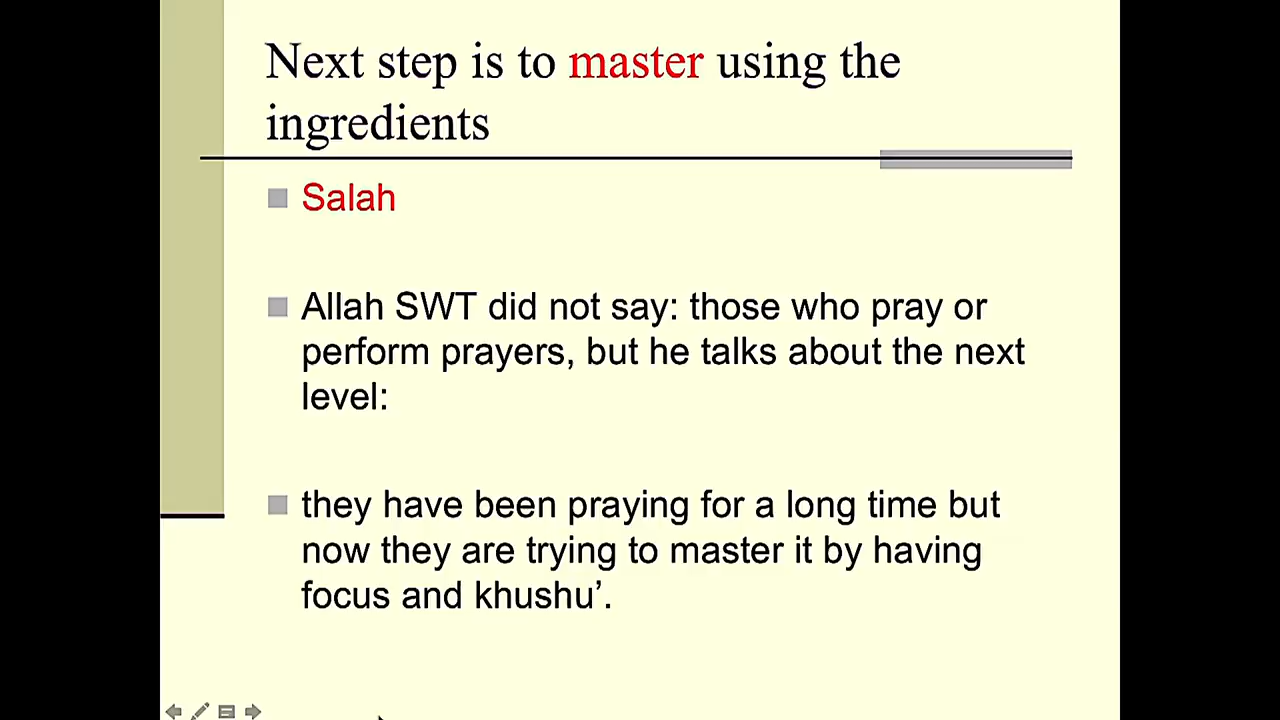 Next step is to master using the
ingredients
Salah
Allah SWT did not say: those who pray or
perform prayers, but he talks about the next
level:
they have been praying for a long time but
now they are trying to master it by having
focus and khushu’.